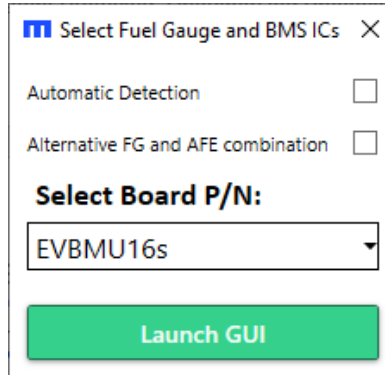 Select Fuel Gauge and BMS ICs
Automatic Detection
Alternative FG and AFE combination
Select Board P/N:
EVBMU16s
Launch GUI